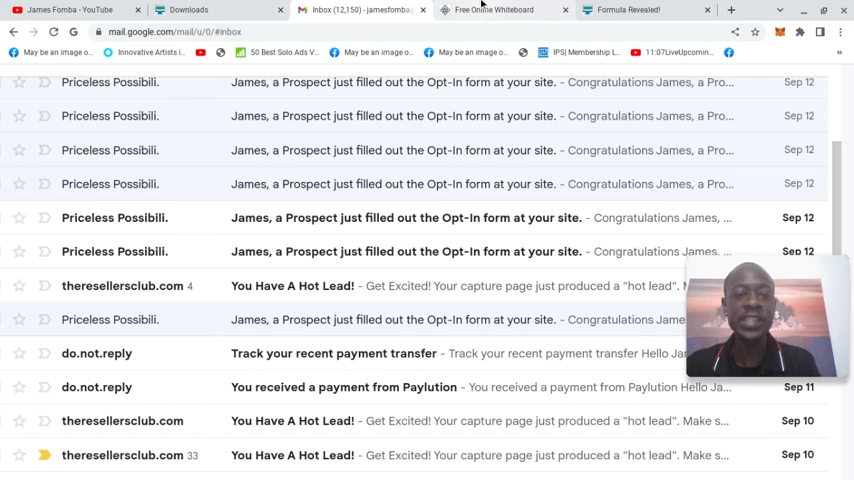 James Fomba - YouTube
Downloads
Inbox (12,150) - jamesfomba
Free Online Whiteboard
Formula Revealed!
mail.google.com/mail/u/0/#inbox
May be an imag...
Innovative Artists i...
50 Best Solo Ads V...
May be an imag...
May be an imag...
IPS| Membership L...
11:07LiveUpcomin...
»
Priceless Possibili. James, a Prospect just filled out the Opt-In form at your site. - Congratulations James, a Pro... Sep 12
Priceless Possibili. James, a Prospect just filled out the Opt-In form at your site. - Congratulations James, a Pro... Sep 12
Priceless Possibili. James, a Prospect just filled out the Opt-In form at your site. - Congratulations James, a Pro... Sep 12
Priceless Possibili. James, a Prospect just filled out the Opt-In form at your site. - Congratulations James, a Pro... Sep 12
Priceless Possibili. James, a Prospect just filled out the Opt-In form at your site. - Congratulations James, ... Sep 12
Priceless Possibili. James, a Prospect just filled out the Opt-In form at your site. - Congratulations James, ... Sep 12
theresellersclub.com 4 You Have A Hot Lead! - Get Excited! Your capture page just produced a "hot lead".
Priceless Possibili. James, a Prospect just filled out the Opt-In form at your site. - Congratulations Jame
do.not.reply Track your recent payment transfer - Track your recent payment transfer Hello Jar
do.not.reply You received a payment from Paylution - You received a payment from Paylution Hello Ja... Sep 11
theresellersclub.com You Have A Hot Lead! - Get Excited! Your capture page just produced a "hot lead". Make s... Sep 10
theresellersclub.com 33 You Have A Hot Lead! - Get Excited! Your capture page just produced a "hot lead". Make s... Sep 10